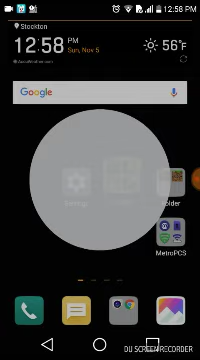 12:58 PM
Stockton
12:58 PM
Sun, Nov 5
56°F
AccuWeather.com
Google
Settings
Folder
MetroPCS
DU SCREEN RECORDER